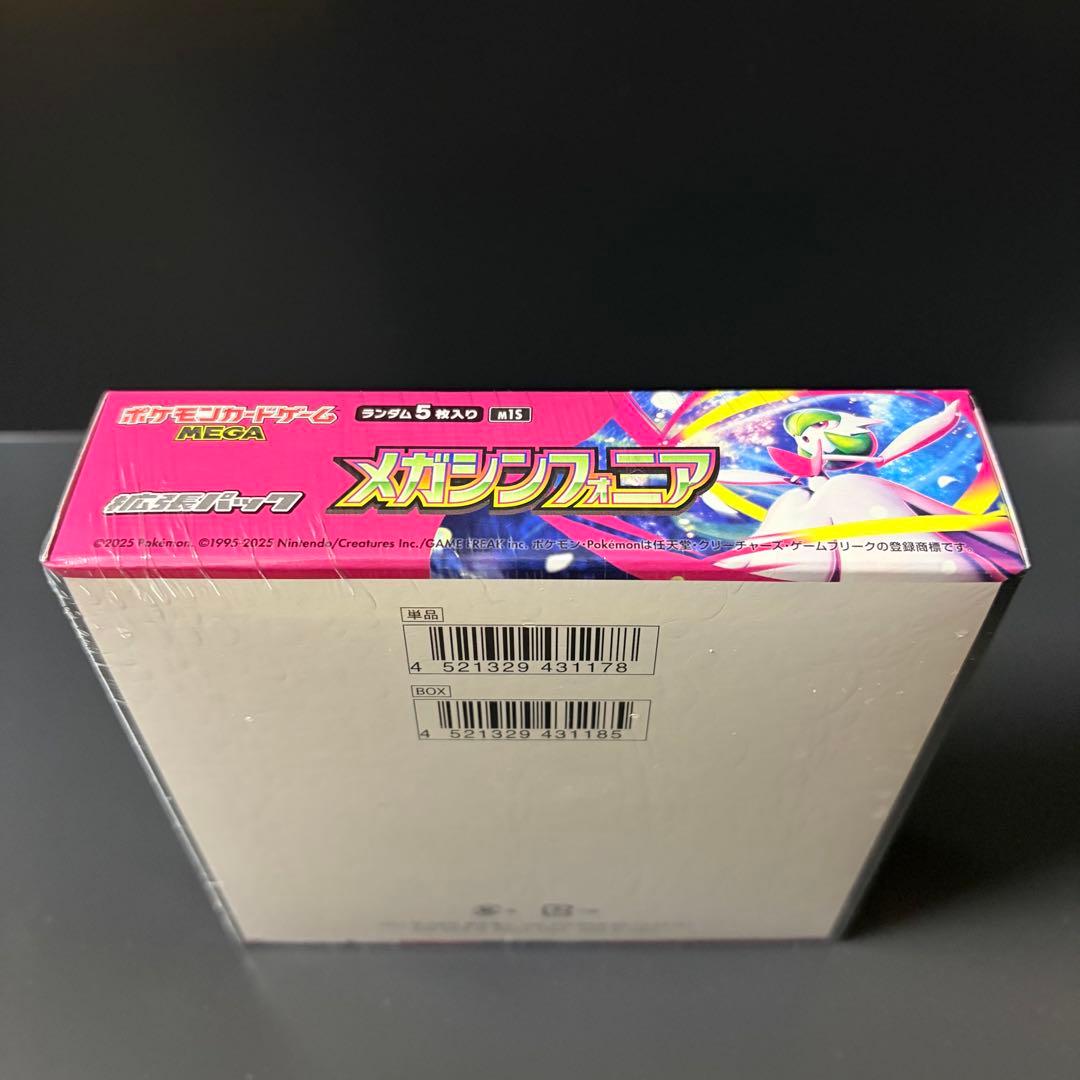 ポケモンカードゲーム
MEGA
ランダム5枚入り
M1S
拡張パック
メガシンフォニア
©2025 Pokémon. ©1995-2025 Nintendo/Creatures Inc./GAME FREAK inc. ポケモン・Pokémonは任天堂・クリーチャーズ・ゲームフリークの登録商標です。
単品
4 521329 431178
BOX
4 521329 431185